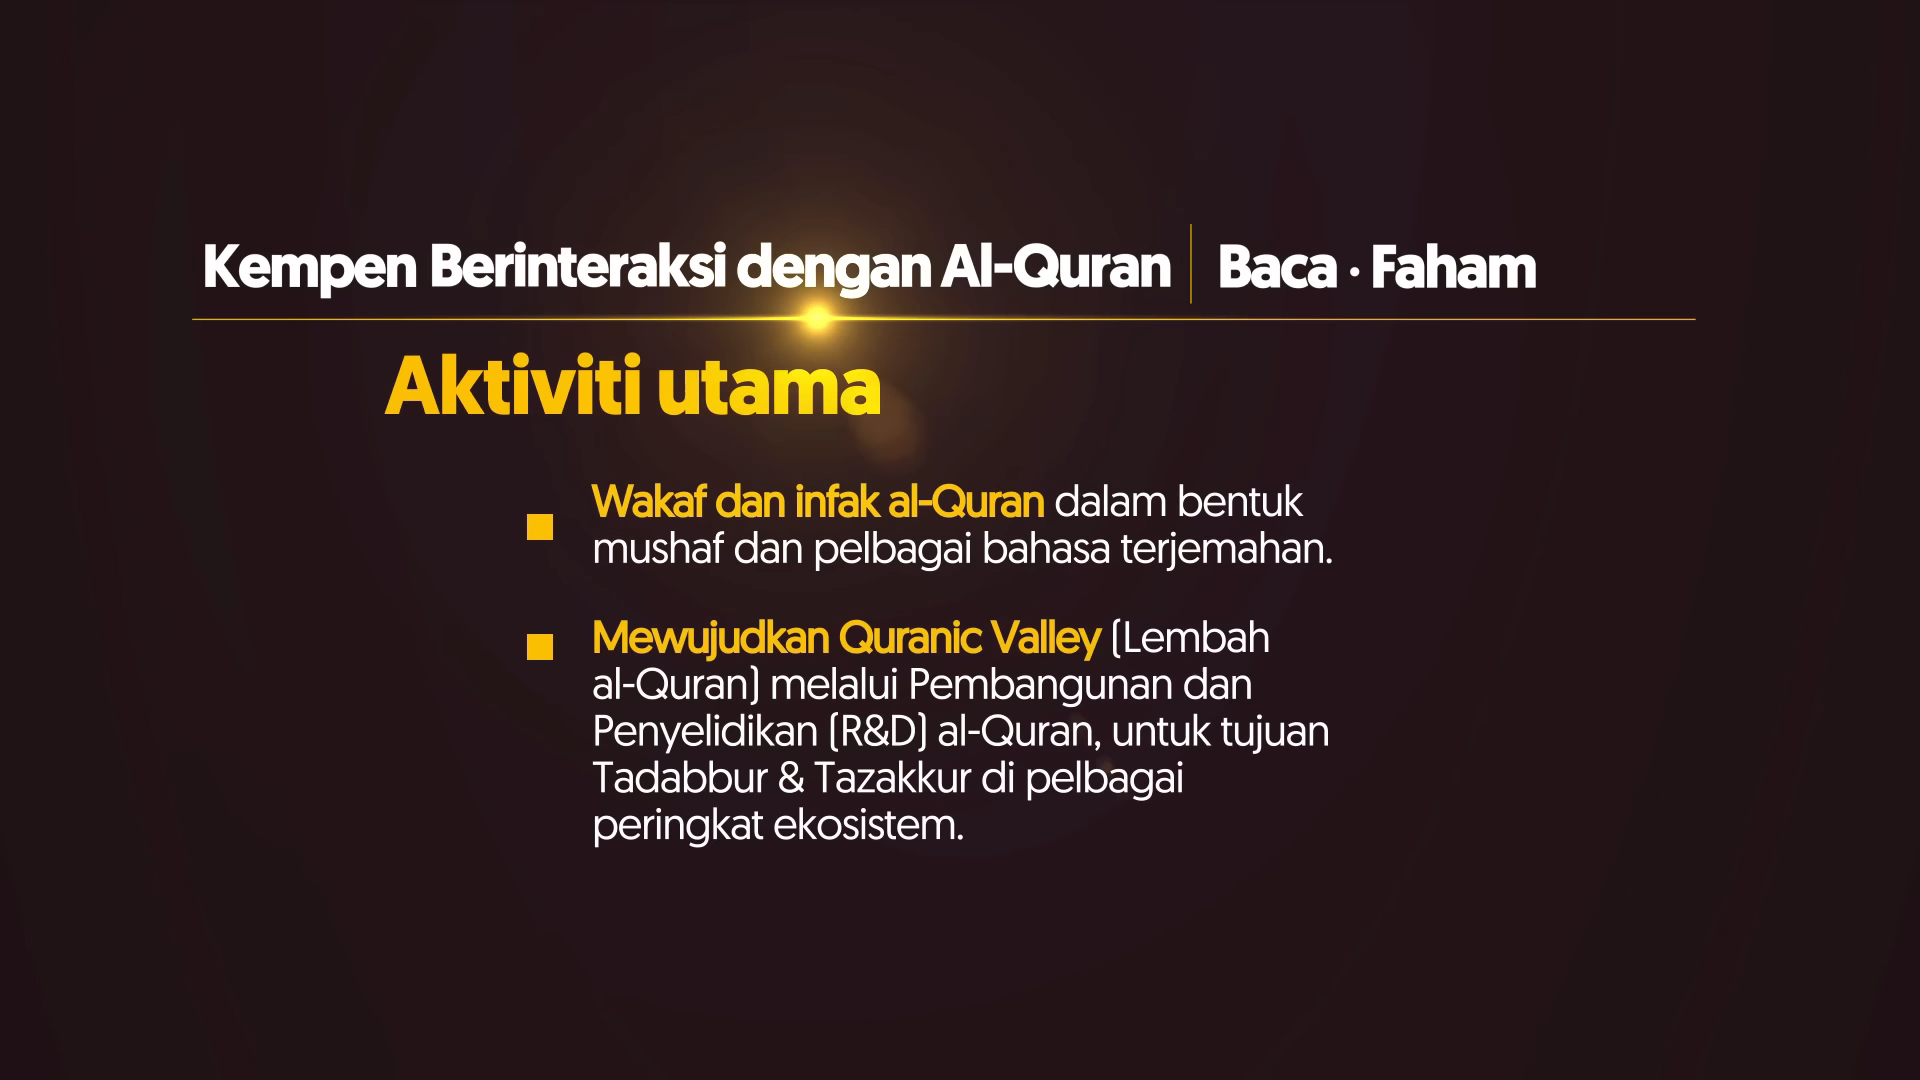 Kempen Berinteraksi dengan Al-Quran | Baca · Faham
Aktiviti utama
Wakaf dan infak al-Quran dalam bentuk
mushaf dan pelbagai bahasa terjemahan.
Mewujudkan Quranic Valley (Lembah
al-Quran) melalui Pembangunan dan
Penyelidikan (R&D) al-Quran, untuk tujuan
Tadabbur & Tazakkur di pelbagai
peringkat ekosistem.